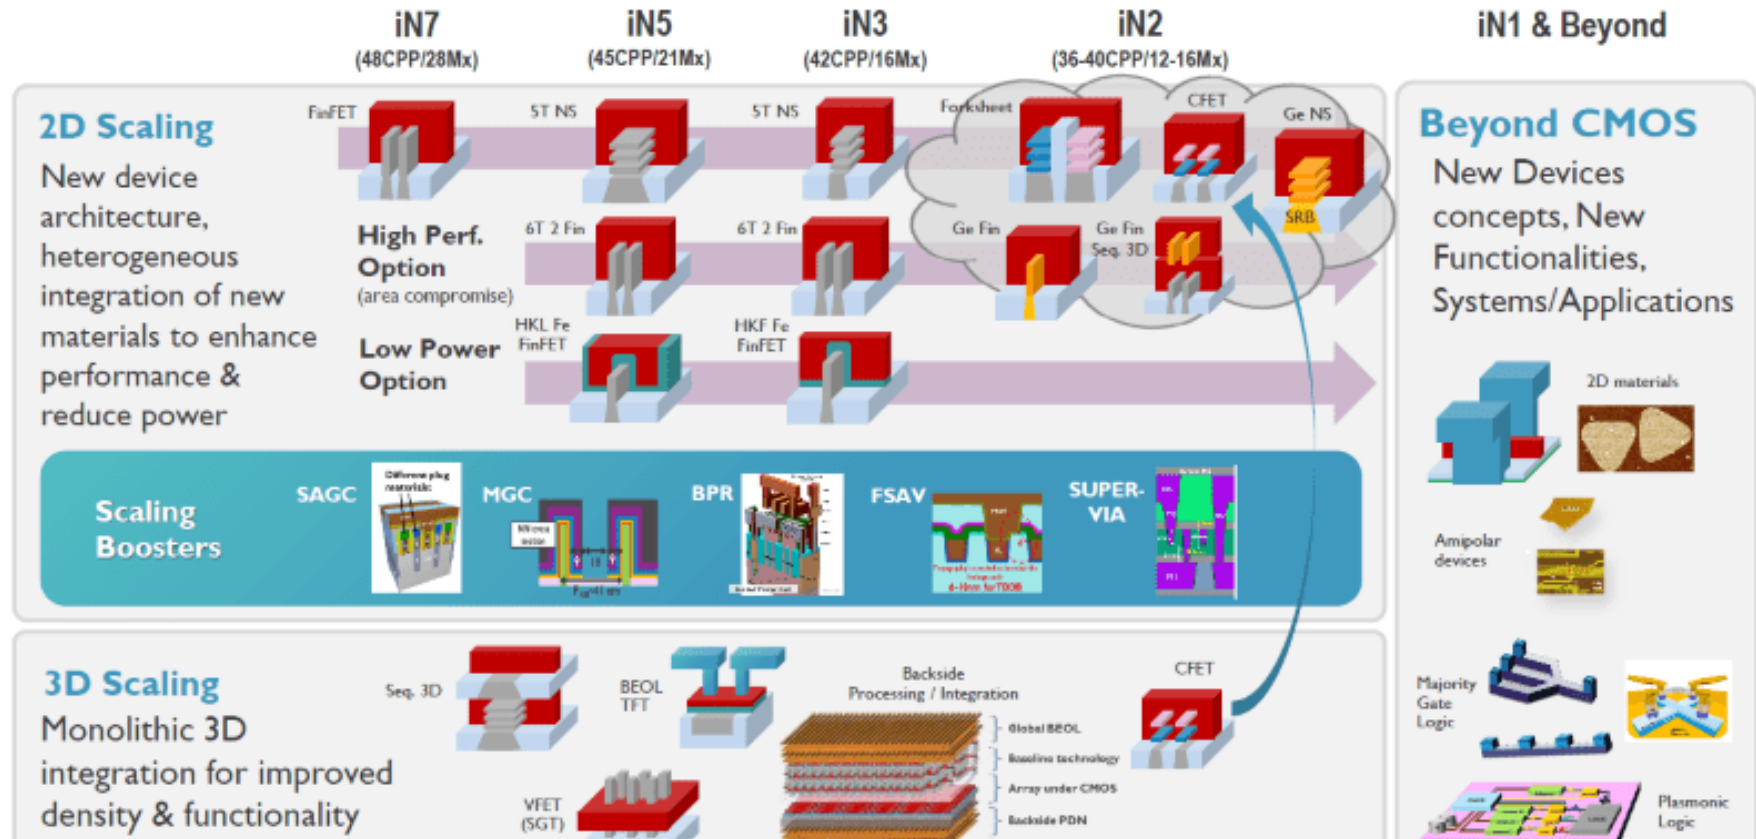 iN7
(48CPP/28Mx)
iN5
(45CPP/21Mx)
iN3
(42CPP/16Mx)
iN2
(36-40CPP/12-16Mx)
iN1 & Beyond
2D Scaling
New device
architecture,
heterogeneous
integration of new
materials to enhance
performance &
reduce power
FinFET
5T NS
5T NS
Forksheet
CFET
Ge NS
SRB
High Perf.
Option
(area compromise)
6T 2 Fin
6T 2 Fin
Ge Fin
Ge Fin
Seq. 3D
Low Power
Option
HKL Fe
FinFET
HKF Fe
FinFET
Scaling
Boosters
SAGC
Different plug
materials:
MGC
BPR
FSAV
SUPER-
VIA
3D Scaling
Monolithic 3D
integration for improved
density & functionality
Seq. 3D
BEOL
TFT
VFET
(SGT)
Backside
Processing / Integration
Global BEOL
Baseline technology
Array under CMOS
Backside PDN
CFET
Beyond CMOS
New Devices
concepts, New
Functionalities,
Systems/Applications
2D materials
Amipolar
devices
Majority
Gate
Logic
Plasmonic
Logic